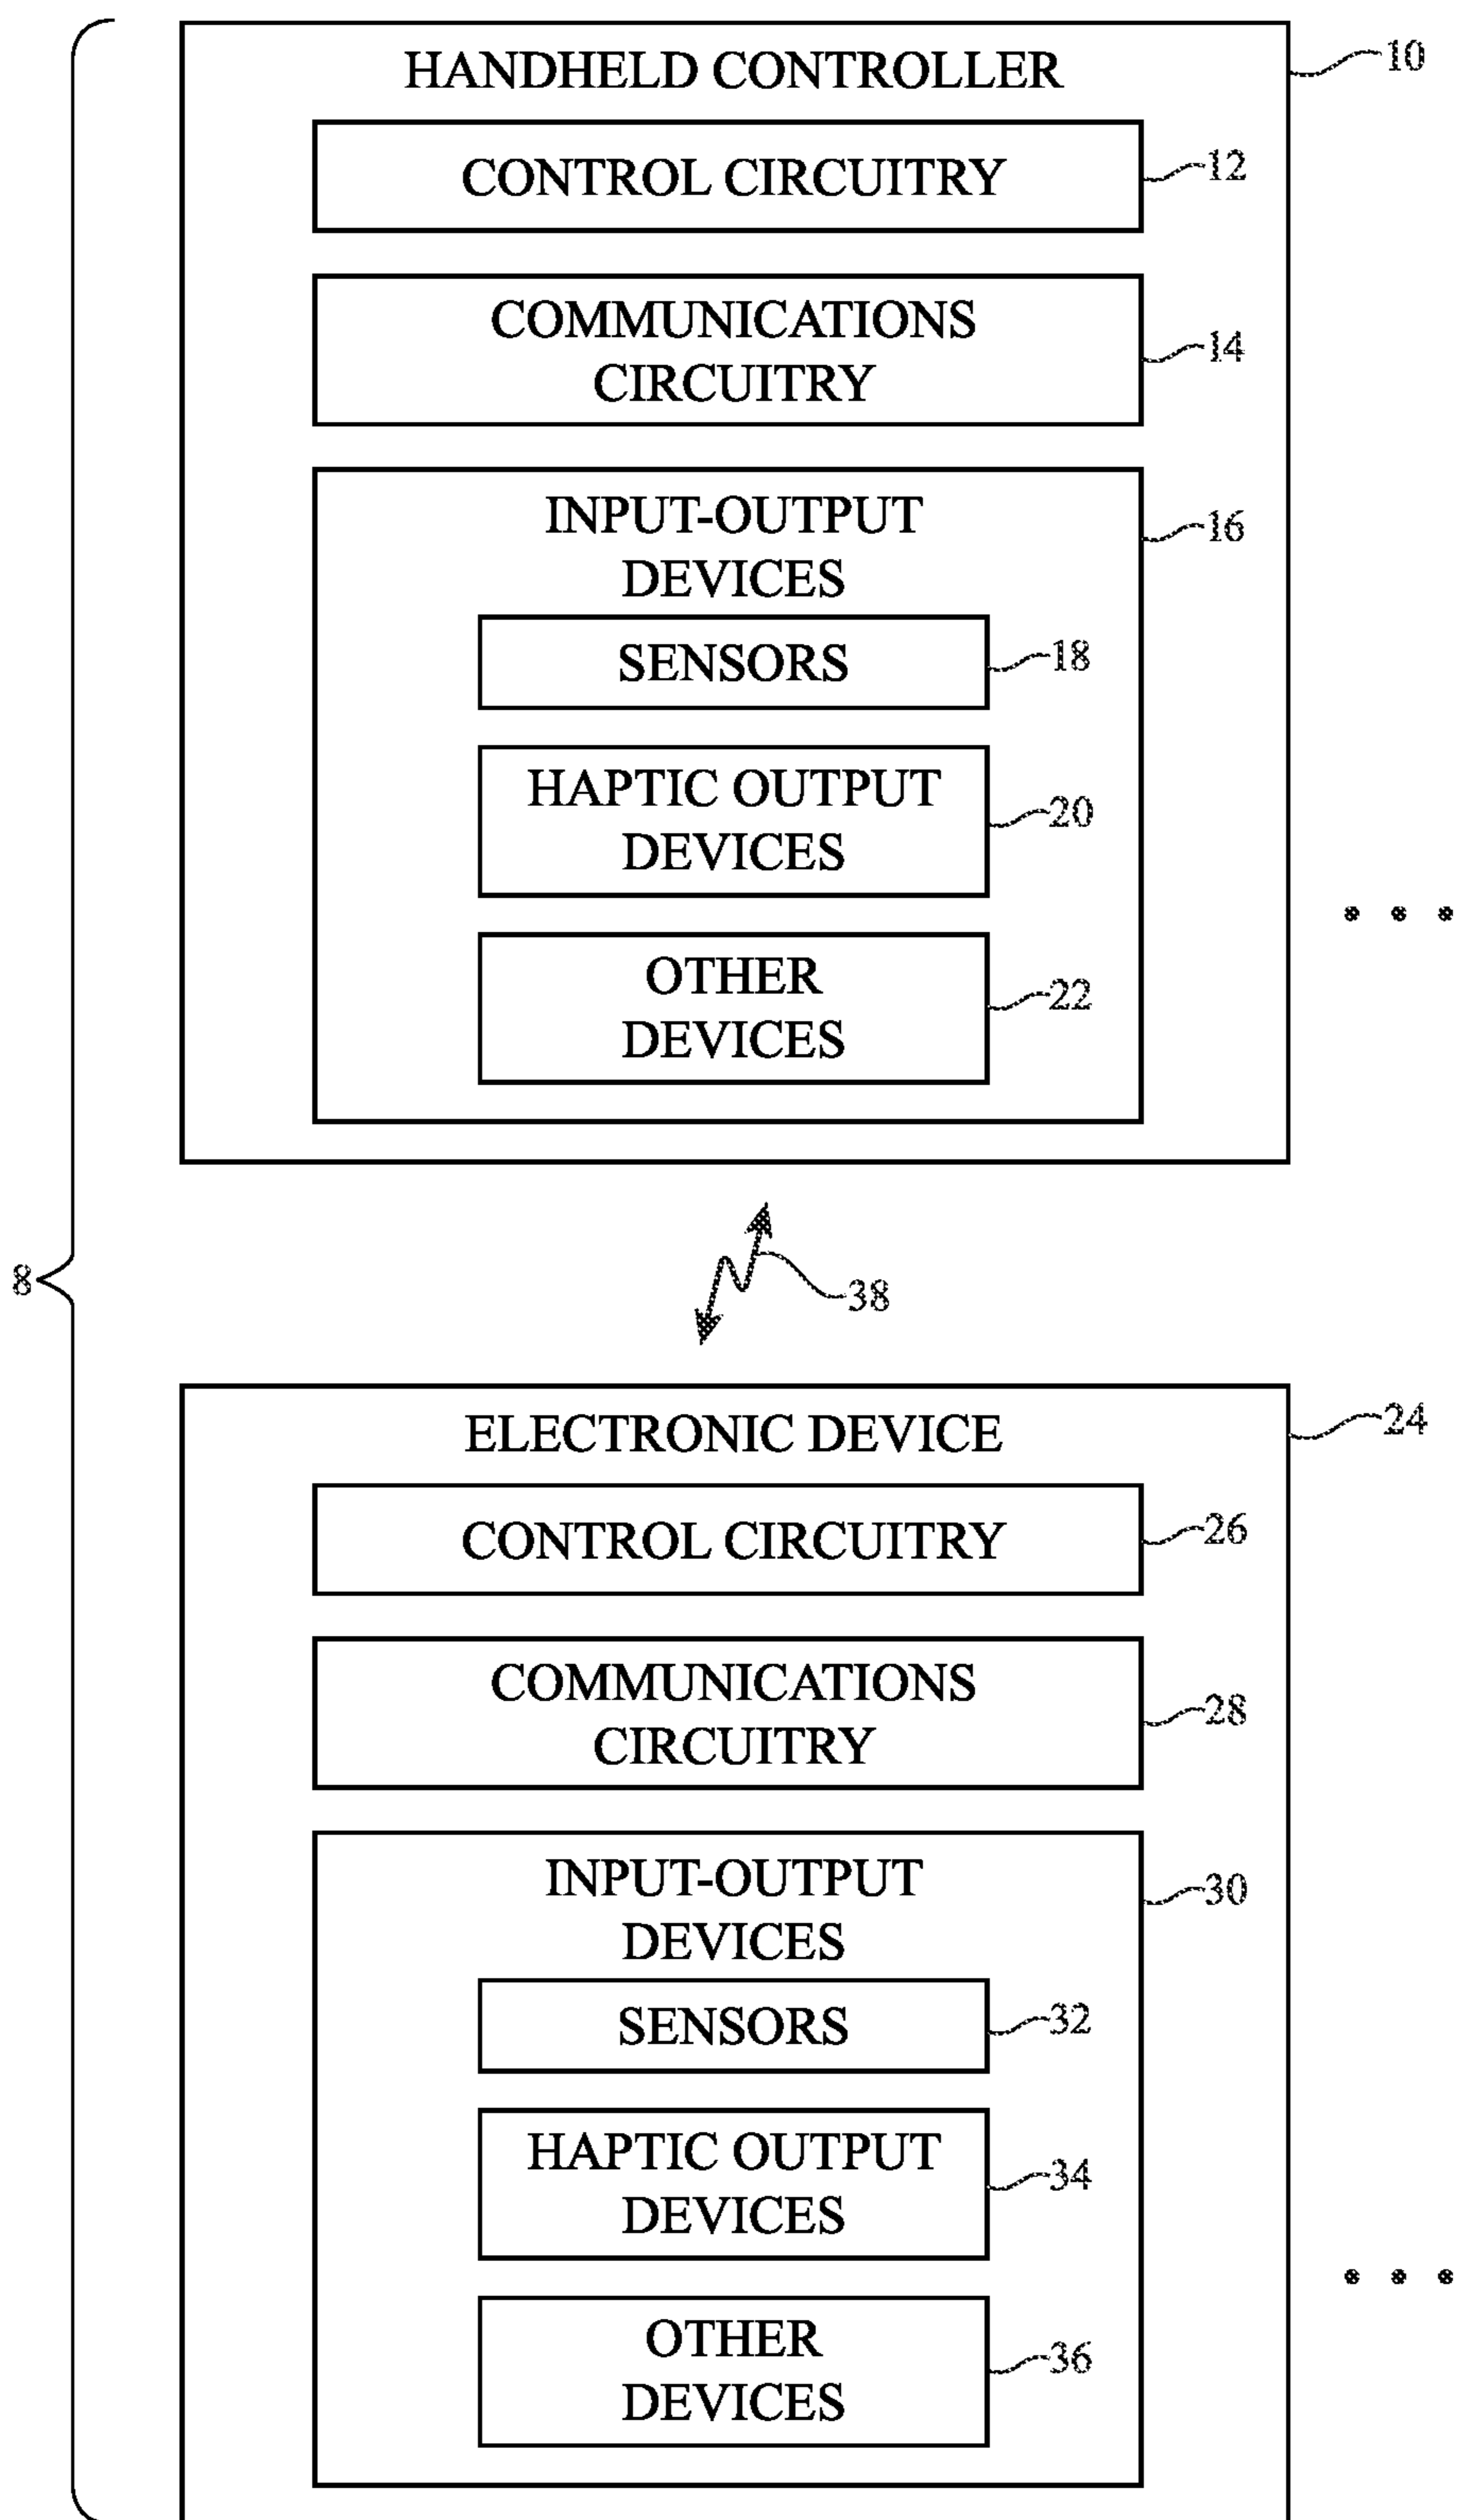 HANDHELD CONTROLLER
10
CONTROL CIRCUITRY
12
COMMUNICATIONS
CIRCUITRY
14
INPUT-OUTPUT
DEVICES
16
SENSORS
18
HAPTIC OUTPUT
DEVICES
20
OTHER
DEVICES
22
8
38
ELECTRONIC DEVICE
24
CONTROL CIRCUITRY
26
COMMUNICATIONS
CIRCUITRY
28
INPUT-OUTPUT
DEVICES
30
SENSORS
32
HAPTIC OUTPUT
DEVICES
34
OTHER
DEVICES
36